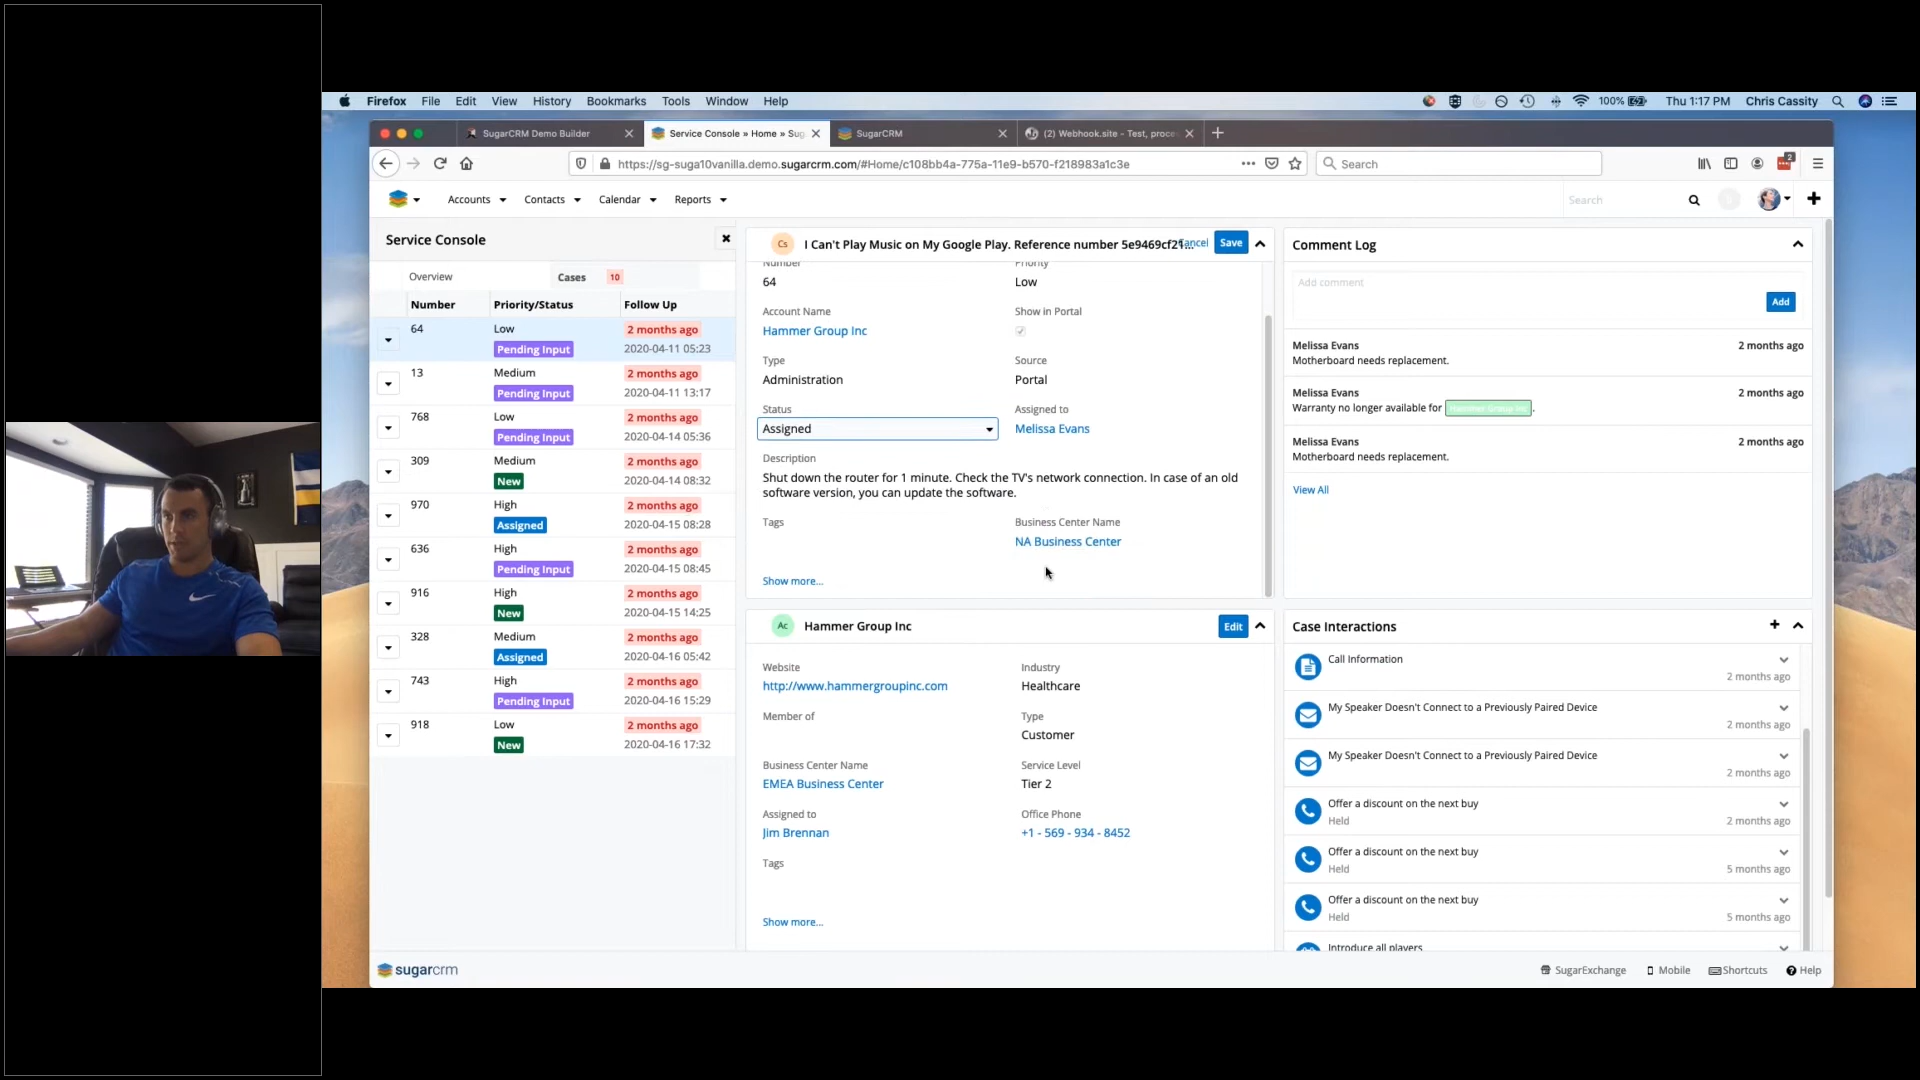 Firefox File Edit View History Bookmarks Tools Window Help 100% Thu 1:17 PM Chris Cassity
SugarCRM Demo Builder Service Console » Home » Sug SugarCRM (2) Webhook.site - Test, proce
https://sg-suga10vanilla.demo.sugarcrm.com/#Home/c108bb4a-775a-11e9-b570-f218983a1c3e Search 2
Accounts Contacts Calendar Reports Search
Service Console
Overview Cases 10
Number Priority/Status Follow Up
64 Low 2 months ago
Pending Input 2020-04-11 05:23
13 Medium 2 months ago
Pending Input 2020-04-11 13:17
768 Low 2 months ago
Pending Input 2020-04-14 05:36
309 Medium 2 months ago
New 2020-04-14 08:32
970 High 2 months ago
Assigned 2020-04-15 08:28
636 High 2 months ago
Pending Input 2020-04-15 08:45
916 High 2 months ago
New 2020-04-15 14:25
328 Medium 2 months ago
Assigned 2020-04-16 05:42
743 High 2 months ago
Pending Input 2020-04-16 15:29
918 Low 2 months ago
New 2020-04-16 17:32
Cs I Can't Play Music on My Google Play. Reference number 5e9469cf21... Cancel Save
Number Priority
64 Low
Account Name Show in Portal
Hammer Group Inc
Type Source
Administration Portal
Status Assigned to
Assigned Melissa Evans
Description
Shut down the router for 1 minute. Check the TV's network connection. In case of an old
software version, you can update the software.
Tags Business Center Name
NA Business Center
Show more...
Ac Hammer Group Inc Edit
Website Industry
http://www.hammergroupinc.com Healthcare
Member of Type
Customer
Business Center Name Service Level
EMEA Business Center Tier 2
Assigned to Office Phone
Jim Brennan +1 - 569 - 934 - 8452
Tags
Show more...
Comment Log
Add comment
Add
Melissa Evans 2 months ago
Motherboard needs replacement.
Melissa Evans 2 months ago
Warranty no longer available for Hammer Group Inc.
Melissa Evans 2 months ago
Motherboard needs replacement.
View All
Case Interactions
Call Information
2 months ago
My Speaker Doesn't Connect to a Previously Paired Device
2 months ago
My Speaker Doesn't Connect to a Previously Paired Device
2 months ago
Offer a discount on the next buy
Held 2 months ago
Offer a discount on the next buy
Held 5 months ago
Offer a discount on the next buy
Held 5 months ago
Introduce all players
sugarcrm SugarExchange Mobile Shortcuts Help